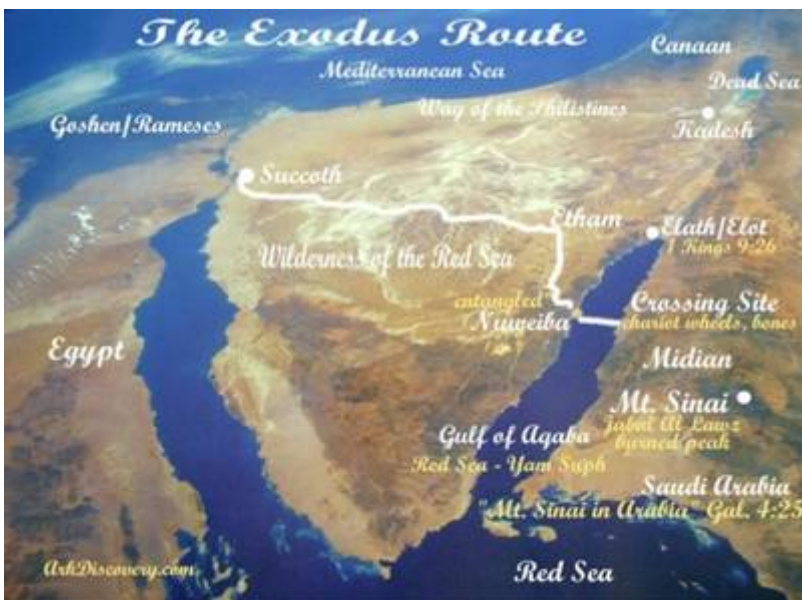 The Exodus Route
Canaan
Mediterranean Sea
Dead Sea
Way of the Philistines
Goshen/Rameses
Kadesh
Succoth
Etham
Elath/Elot
1 Kings 9:26
Wilderness of the Red Sea
entangled
Nuweiba
Crossing Site
chariot wheels, bones
Egypt
Midian
Mt. Sinai
Jabal Al Lawz
burned peak
Gulf of Aqaba
Red Sea - Yam Suph
Saudi Arabia
"Mt. Sinai in Arabia" Gal. 4:25
ArkDiscovery.com
Red Sea